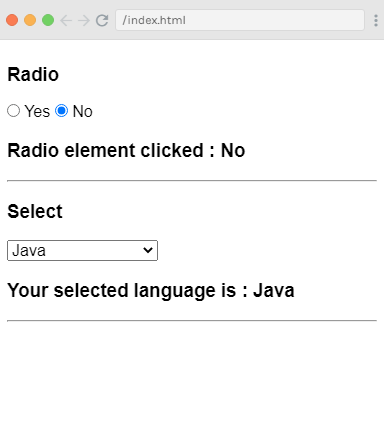 /index.html
Radio
Yes No
Radio element clicked : No
Select
Java
Your selected language is : Java